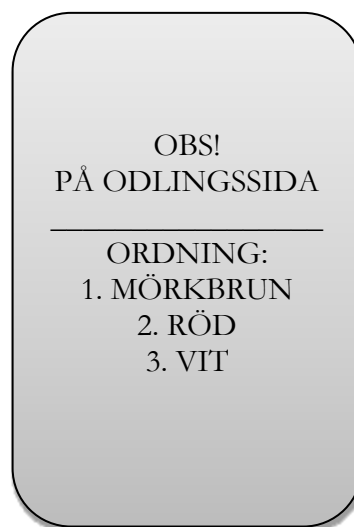 OBS!
PÅ ODLINGSSIDA
ORDNING:
1. MÖRKBRUN
2. RÖD
3. VIT